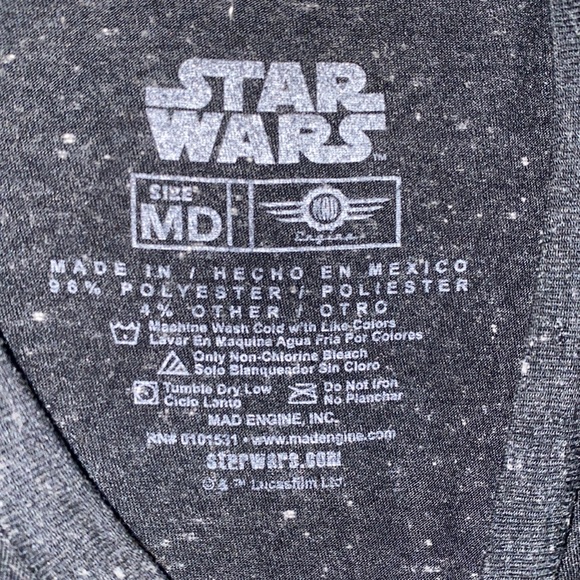 STAR
WARS™
SIZE
MD
MAD
Engine
MADE IN / HECHO EN MEXICO
96% POLYESTER / POLIESTER
4% OTHER / OTRO
Machine Wash Cold with Like Colors
Lavar En Maquina Agua Fria Por Colores
Only Non-Chlorine Bleach
Solo Blanqueador Sin Cloro
Tumble Dry Low
Ciclo Lento
Do Not Iron
No Planchar
MAD ENGINE, INC.
RN# 0101531 • www.madengine.com
starwars.com
© & ™ Lucasfilm Ltd.